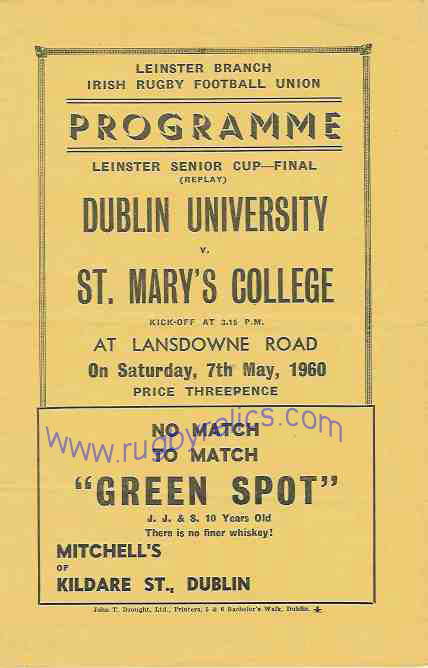 LEINSTER BRANCH
IRISH RUGBY FOOTBALL UNION
PROGRAMME
LEINSTER SENIOR CUP—FINAL
(REPLAY)
DUBLIN UNIVERSITY
v.
ST. MARY'S COLLEGE
KICK-OFF AT 3.15 P.M.
AT LANSDOWNE ROAD
On Saturday, 7th May, 1960
PRICE THREEPENCE
www.rugbyrelics.com
NO MATCH
TO MATCH
"GREEN SPOT"
J. J. & S. 10 Years Old
There is no finer whiskey!
MITCHELL'S
OF
KILDARE ST., DUBLIN
John T. Drought, Ltd., Printers, 5 & 6 Bachelor's Walk, Dublin.